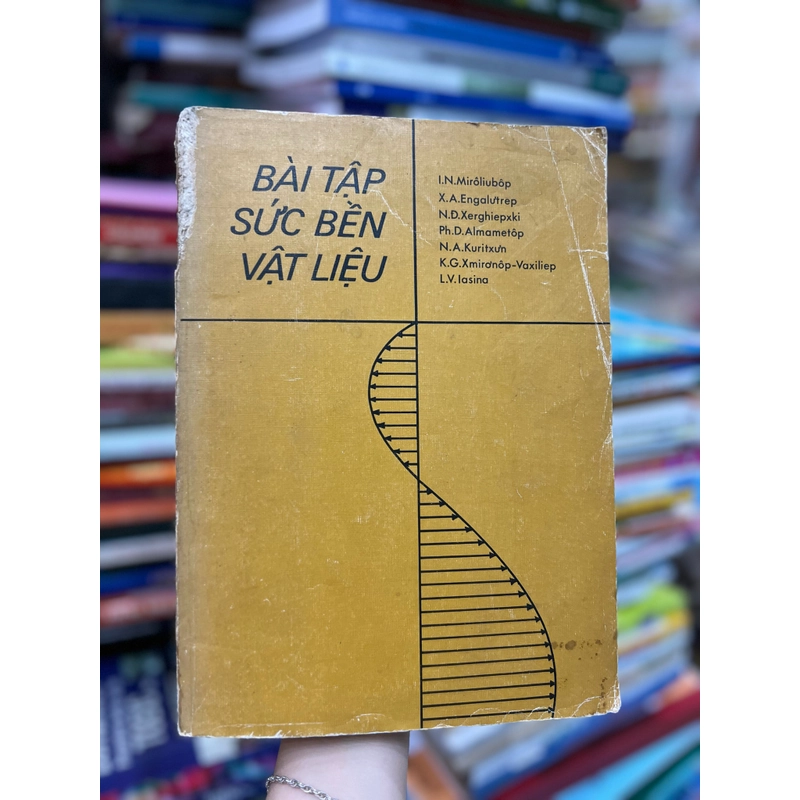 BÀI TẬP
SỨC BỀN
VẬT LIỆU
I.N.Mirôliubôp
X.A.Engalưtrep
N.D.Xerghiepxki
Ph.D.Almametôp
N.A.Kuritxưn
K.G.Xmirơnôp-Vaxiliep
L.V.Iasina